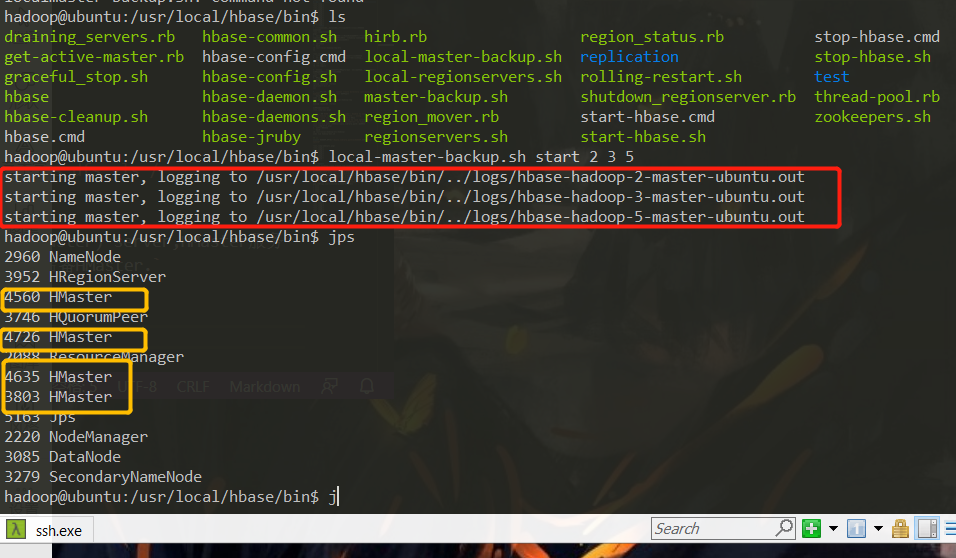 localmaster-backup.sh: command not found
hadoop@ubuntu:/usr/local/hbase/bin$ ls
draining_servers.rb hbase-common.sh hirb.rb region_status.rb stop-hbase.cmd
get-active-master.rb hbase-config.cmd local-master-backup.sh replication stop-hbase.sh
graceful_stop.sh hbase-config.sh local-regionservers.sh rolling-restart.sh test
hbase hbase-daemon.sh master-backup.sh shutdown_regionserver.rb thread-pool.rb
hbase-cleanup.sh hbase-daemons.sh region_mover.rb start-hbase.cmd zookeepers.sh
hbase.cmd hbase-jruby regionservers.sh start-hbase.sh
hadoop@ubuntu:/usr/local/hbase/bin$ local-master-backup.sh start 2 3 5
starting master, logging to /usr/local/hbase/bin/../logs/hbase-hadoop-2-master-ubuntu.out
starting master, logging to /usr/local/hbase/bin/../logs/hbase-hadoop-3-master-ubuntu.out
starting master, logging to /usr/local/hbase/bin/../logs/hbase-hadoop-5-master-ubuntu.out
hadoop@ubuntu:/usr/local/hbase/bin$ jps
2960 NameNode
3952 HRegionServer
4560 HMaster
3746 HQuorumPeer
4726 HMaster
2088 ResourceManager
4635 HMaster UTF-8 CRLF Markdown
3803 HMaster
5163 Jps
2220 NodeManager
3085 DataNode
3279 SecondaryNameNode
hadoop@ubuntu:/usr/local/hbase/bin$ j
ssh.exe Search